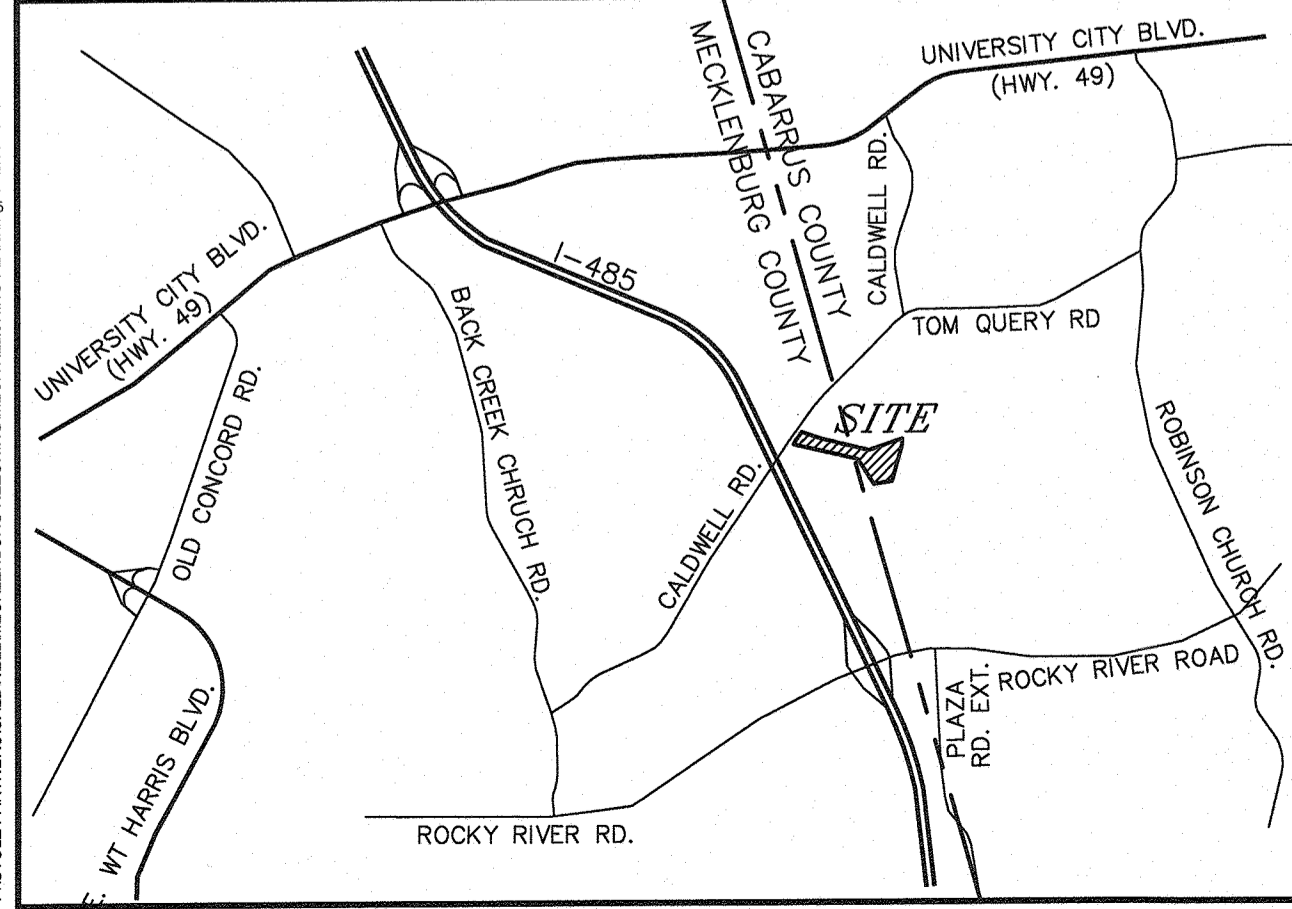 UNIVERSITY CITY BLVD.
(HWY. 49)
CABARRUS COUNTY
MECKLENBURG COUNTY
CALDWELL RD.
UNIVERSITY CITY BLVD.
(HWY. 49)
I-485
TOM QUERY RD
BACK CREEK CHRUCH RD.
OLD CONCORD RD.
SITE
ROBINSON CHURCH RD.
CALDWELL RD.
ROCKY RIVER ROAD
PLAZA
RD. EXT.
E. WT HARRIS BLVD.
ROCKY RIVER RD.